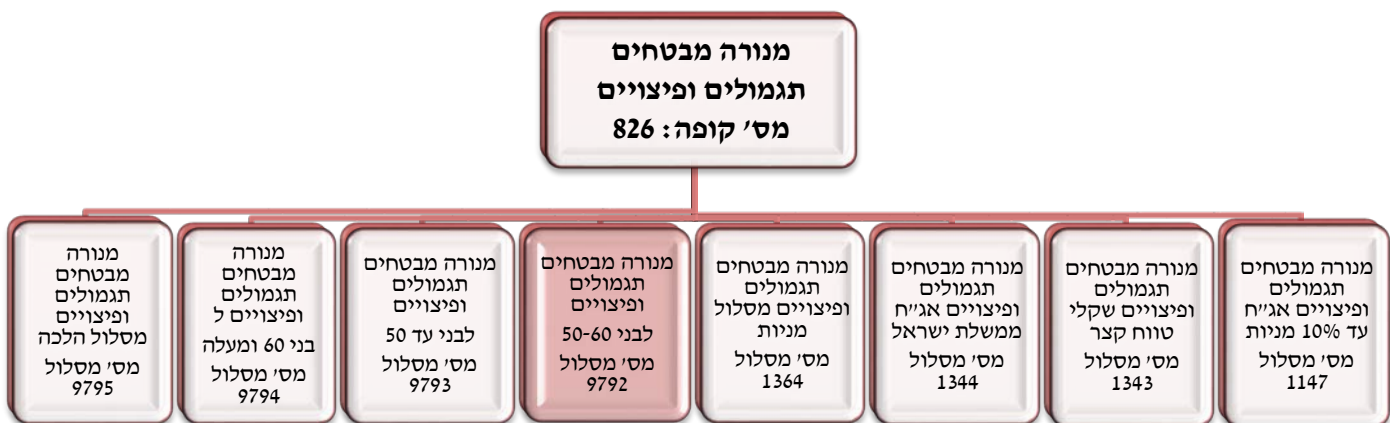 מנורה מבטחים
תגמולים ופיצויים
מס׳ קופה: 826
מנורה מבטחים
תגמולים
ופיצויים אג״ח
עד 10% מניות
מס׳ מסלול
1147
מנורה מבטחים
תגמולים
ופיצויים שקלי
טווח קצר
מס׳ מסלול
1343
מנורה מבטחים
תגמולים
ופיצויים אג״ח
ממשלת ישראל
מס׳ מסלול
1344
מנורה מבטחים
תגמולים
ופיצויים מסלול
מניות
מס׳ מסלול
1364
מנורה מבטחים
תגמולים
ופיצויים
לבני 50-60
מס׳ מסלול
9792
מנורה מבטחים
תגמולים
ופיצויים
לבני עד 50
מס׳ מסלול
9793
מנורה
מבטחים
תגמולים
ופיצויים ל
בני 60 ומעלה
מס׳ מסלול
9794
מנורה
מבטחים
תגמולים
ופיצויים
מסלול הלכה
מס׳ מסלול
9795